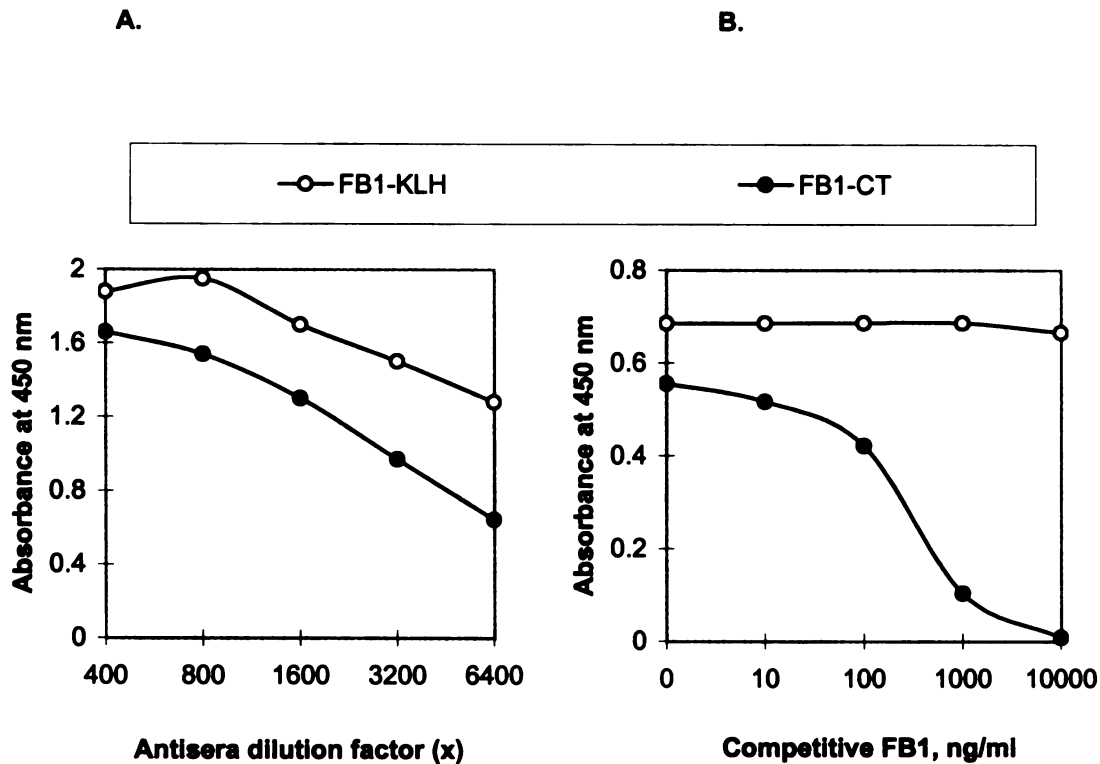 A. B.
FB1-KLH FB1-CT
2
1.6
1.2
0.8
0.4
0
400 800 1600 3200 6400
Absorbance at 450 nm
Antisera dilution factor (x)
0.8
0.6
0.4
0.2
0
0 10 100 1000 10000
Absorbance at 450 nm
Competitive FB1, ng/ml